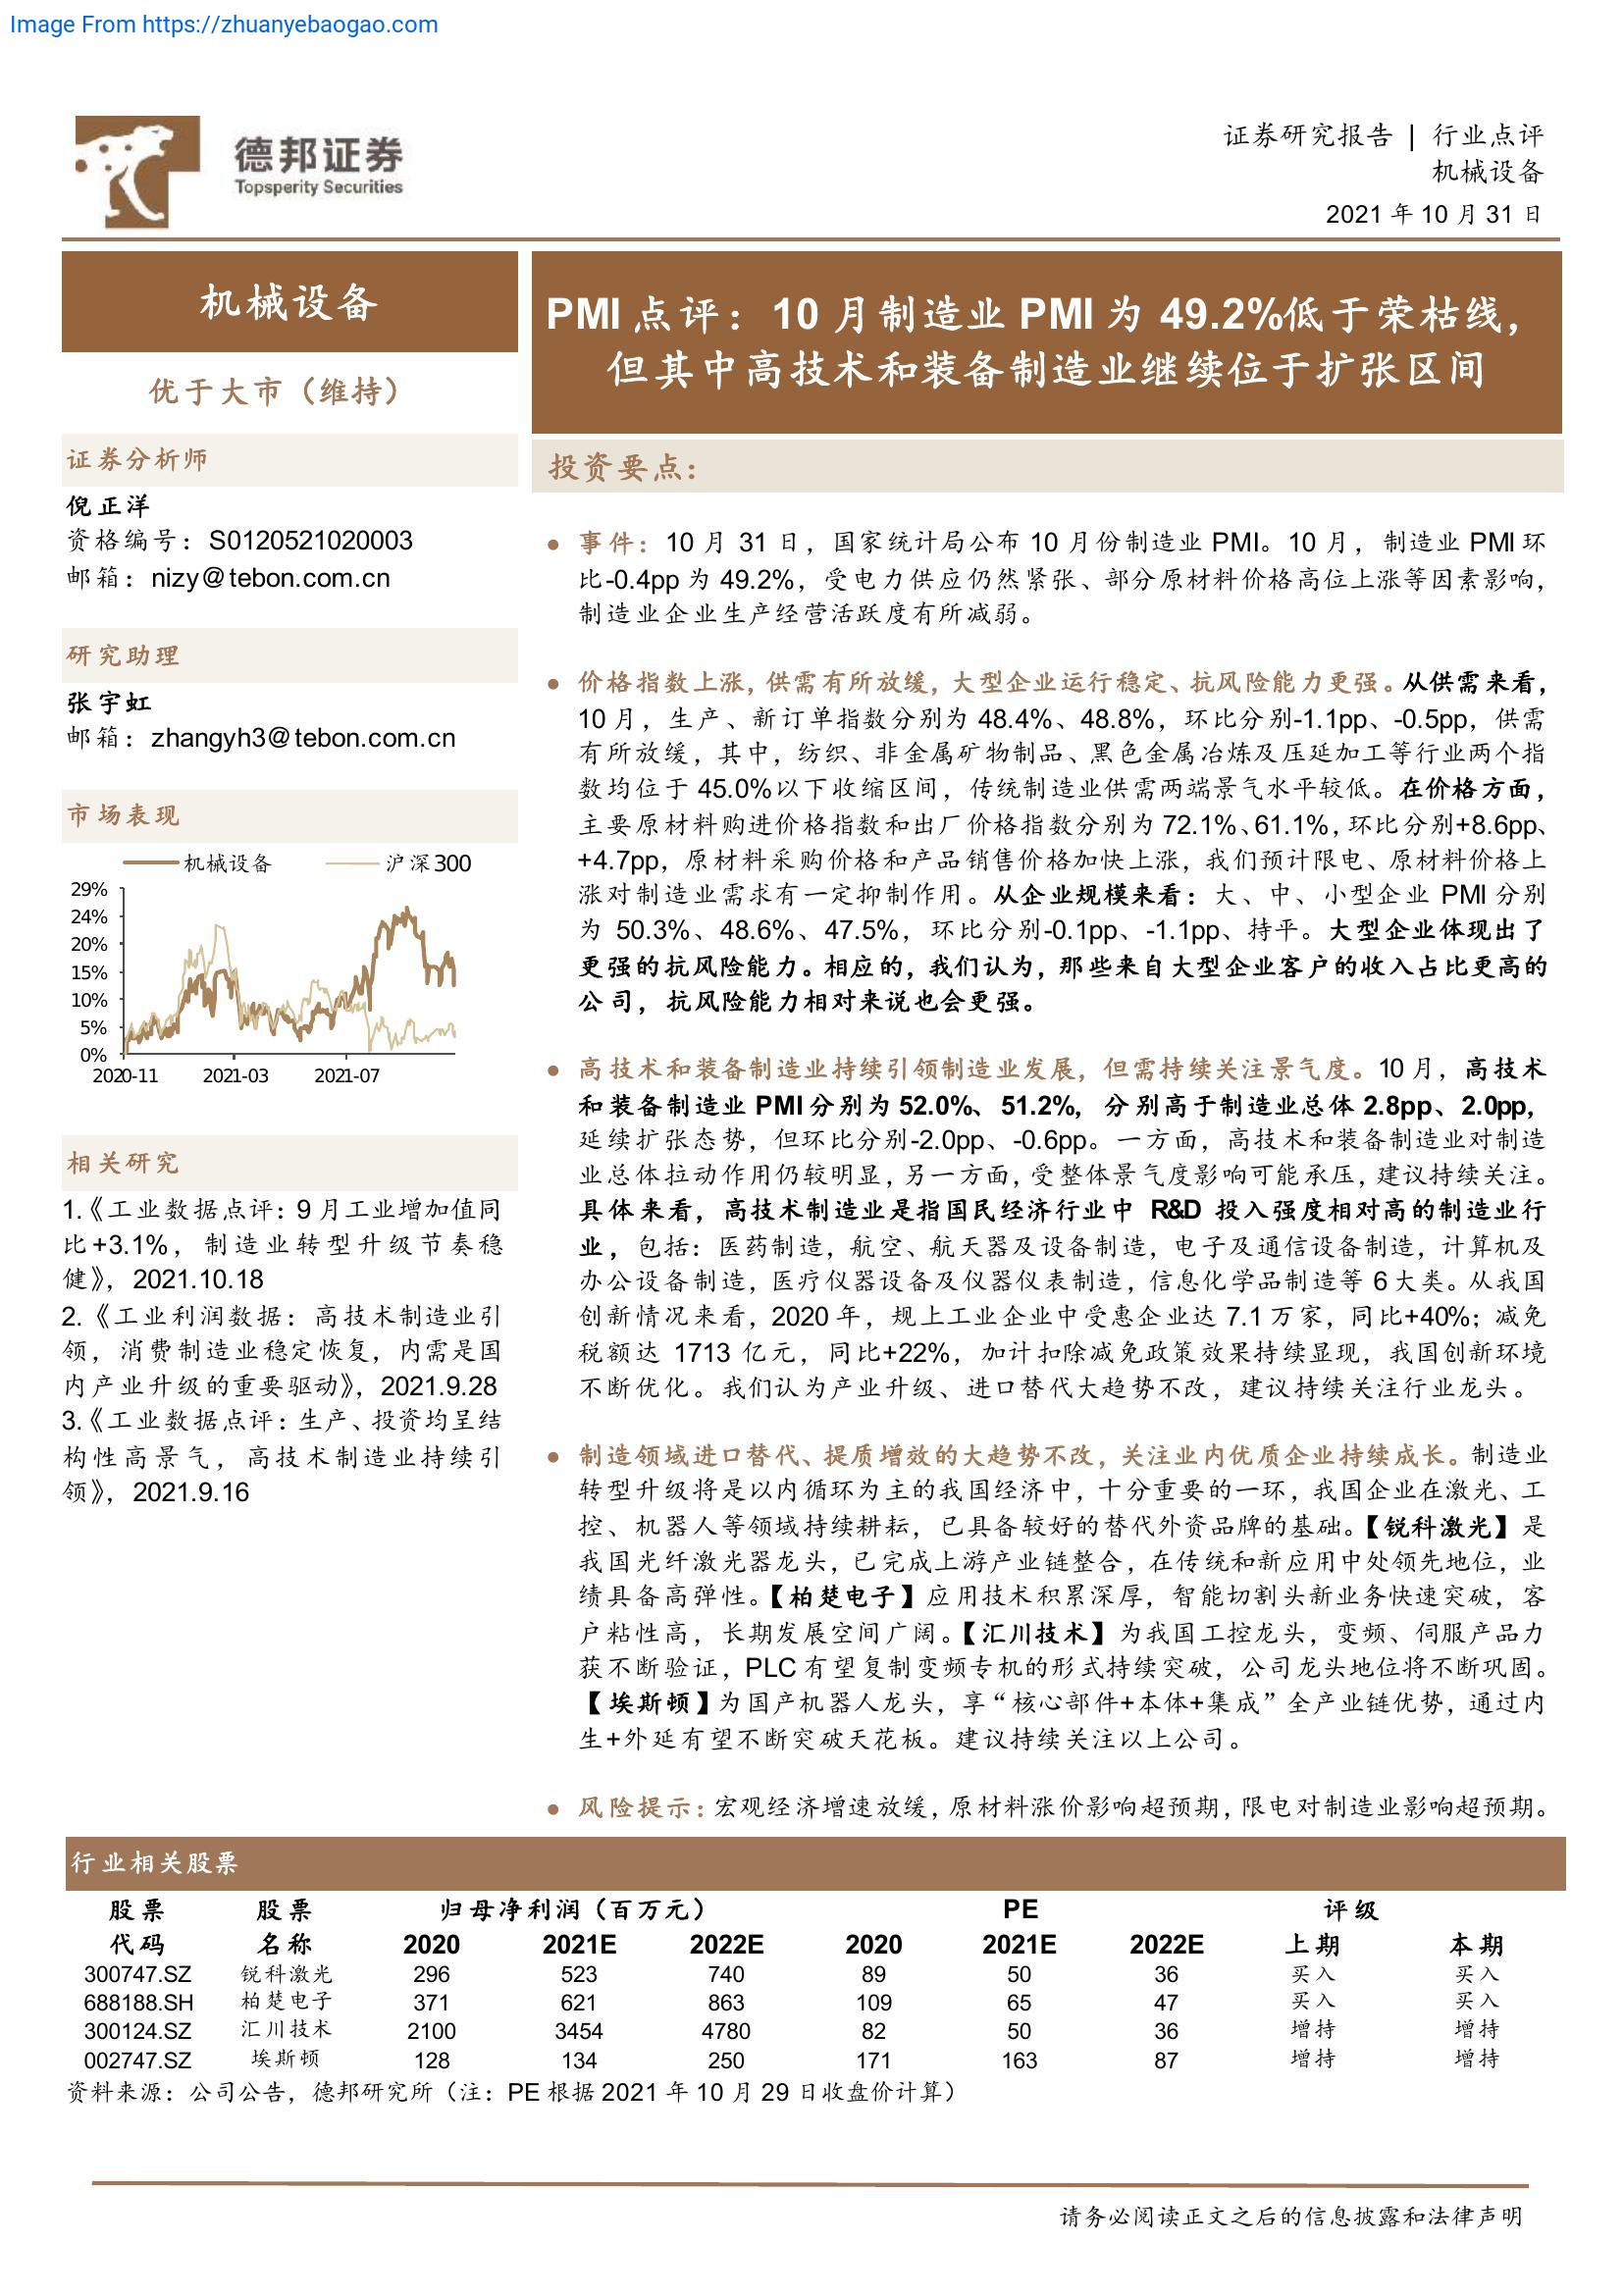 Image From https://zhuanyebaogao.com
德邦证券
Topsperity Securities
证券研究报告 | 行业点评
机械设备
2021 年 10 月 31 日
机械设备
优于大市（维持）
证券分析师
倪正洋
资格编号：S0120521020003
邮箱：nizy@tebon.com.cn
研究助理
张宇虹
邮箱：zhangyh3@tebon.com.cn
市场表现
机械设备 沪深300
29%
24%
20%
15%
10%
5%
0%
2020-11 2021-03 2021-07
相关研究
1.《工业数据点评：9 月工业增加值同
比+3.1%，制造业转型升级节奏稳
健》，2021.10.18
2.《工业利润数据：高技术制造业引
领，消费制造业稳定恢复，内需是国
内产业升级的重要驱动》，2021.9.28
3.《工业数据点评：生产、投资均呈结
构性高景气，高技术制造业持续引
领》，2021.9.16
PMI 点评：10 月制造业 PMI 为 49.2%低于荣枯线，
但其中高技术和装备制造业继续位于扩张区间
投资要点：
● 事件：10 月 31 日，国家统计局公布 10 月份制造业 PMI。10 月，制造业 PMI 环
比-0.4pp 为 49.2%，受电力供应仍然紧张、部分原材料价格高位上涨等因素影响，
制造业企业生产经营活跃度有所减弱。
● 价格指数上涨，供需有所放缓，大型企业运行稳定、抗风险能力更强。从供需来看，
10 月，生产、新订单指数分别为 48.4%、48.8%，环比分别-1.1pp、-0.5pp，供需
有所放缓，其中，纺织、非金属矿物制品、黑色金属冶炼及压延加工等行业两个指
数均位于 45.0%以下收缩区间，传统制造业供需两端景气水平较低。在价格方面，
主要原材料购进价格指数和出厂价格指数分别为 72.1%、61.1%，环比分别+8.6pp、
+4.7pp，原材料采购价格和产品销售价格加快上涨，我们预计限电、原材料价格上
涨对制造业需求有一定抑制作用。从企业规模来看：大、中、小型企业 PMI 分别
为 50.3%、48.6%、47.5%，环比分别-0.1pp、-1.1pp、持平。大型企业体现出了
更强的抗风险能力。相应的，我们认为，那些来自大型企业客户的收入占比更高的
公司，抗风险能力相对来说也会更强。
● 高技术和装备制造业持续引领制造业发展，但需持续关注景气度。10 月，高技术
和装备制造业 PMI 分别为 52.0%、51.2%，分别高于制造业总体 2.8pp、2.0pp，
延续扩张态势，但环比分别-2.0pp、-0.6pp。一方面，高技术和装备制造业对制造
业总体拉动作用仍较明显，另一方面，受整体景气度影响可能承压，建议持续关注。
具体来看，高技术制造业是指国民经济行业中 R&D 投入强度相对高的制造业行
业，包括：医药制造，航空、航天器及设备制造，电子及通信设备制造，计算机及
办公设备制造，医疗仪器设备及仪器仪表制造，信息化学品制造等 6 大类。从我国
创新情况来看，2020 年，规上工业企业中受惠企业达 7.1 万家，同比+40%；减免
税额达 1713 亿元，同比+22%，加计扣除减免政策效果持续显现，我国创新环境
不断优化。我们认为产业升级、进口替代大趋势不改，建议持续关注行业龙头。
● 制造领域进口替代、提质增效的大趋势不改，关注业内优质企业持续成长。制造业
转型升级将是以内循环为主的我国经济中，十分重要的一环，我国企业在激光、工
控、机器人等领域持续耕耘，已具备较好的替代外资品牌的基础。【锐科激光】是
我国光纤激光器龙头，已完成上游产业链整合，在传统和新应用中处领先地位，业
绩具备高弹性。【柏楚电子】应用技术积累深厚，智能切割头新业务快速突破，客
户粘性高，长期发展空间广阔。【汇川技术】为我国工控龙头，变频、伺服产品力
获不断验证，PLC 有望复制变频专机的形式持续突破，公司龙头地位将不断巩固。
【埃斯顿】为国产机器人龙头，享“核心部件+本体+集成”全产业链优势，通过内
生+外延有望不断突破天花板。建议持续关注以上公司。
● 风险提示：宏观经济增速放缓，原材料涨价影响超预期，限电对制造业影响超预期。
行业相关股票
股票 股票 归母净利润（百万元） PE 评级
代码 名称 2020 2021E 2022E 2020 2021E 2022E 上期 本期
300747.SZ 锐科激光 296 523 740 89 50 36 买入 买入
688188.SH 柏楚电子 371 621 863 109 65 47 买入 买入
300124.SZ 汇川技术 2100 3454 4780 82 50 36 增持 增持
002747.SZ 埃斯顿 128 134 250 171 163 87 增持 增持
资料来源：公司公告，德邦研究所（注：PE 根据 2021 年 10 月 29 日收盘价计算）
请务必阅读正文之后的信息披露和法律声明